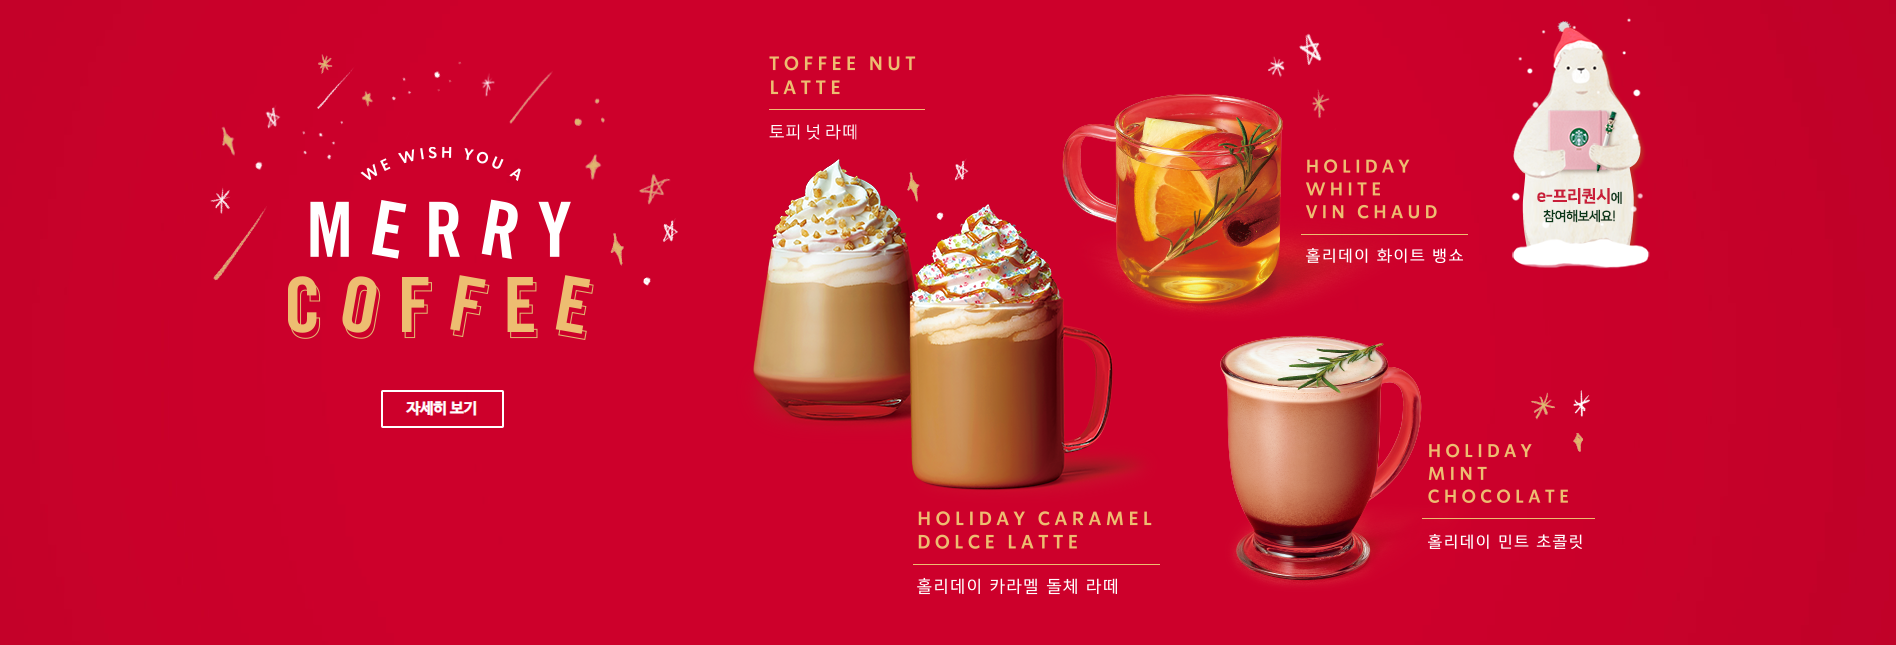 WE WISH YOU A
MERRY
COFFEE
자세히 보기
TOFFEE NUT
LATTE
토피 넛 라떼
HOLIDAY CARAMEL
DOLCE LATTE
홀리데이 카라멜 돌체 라떼
HOLIDAY
WHITE
VIN CHAUD
홀리데이 화이트 뱅쇼
HOLIDAY
MINT
CHOCOLATE
홀리데이 민트 초콜릿
e-프리퀀시에
참여해보세요!